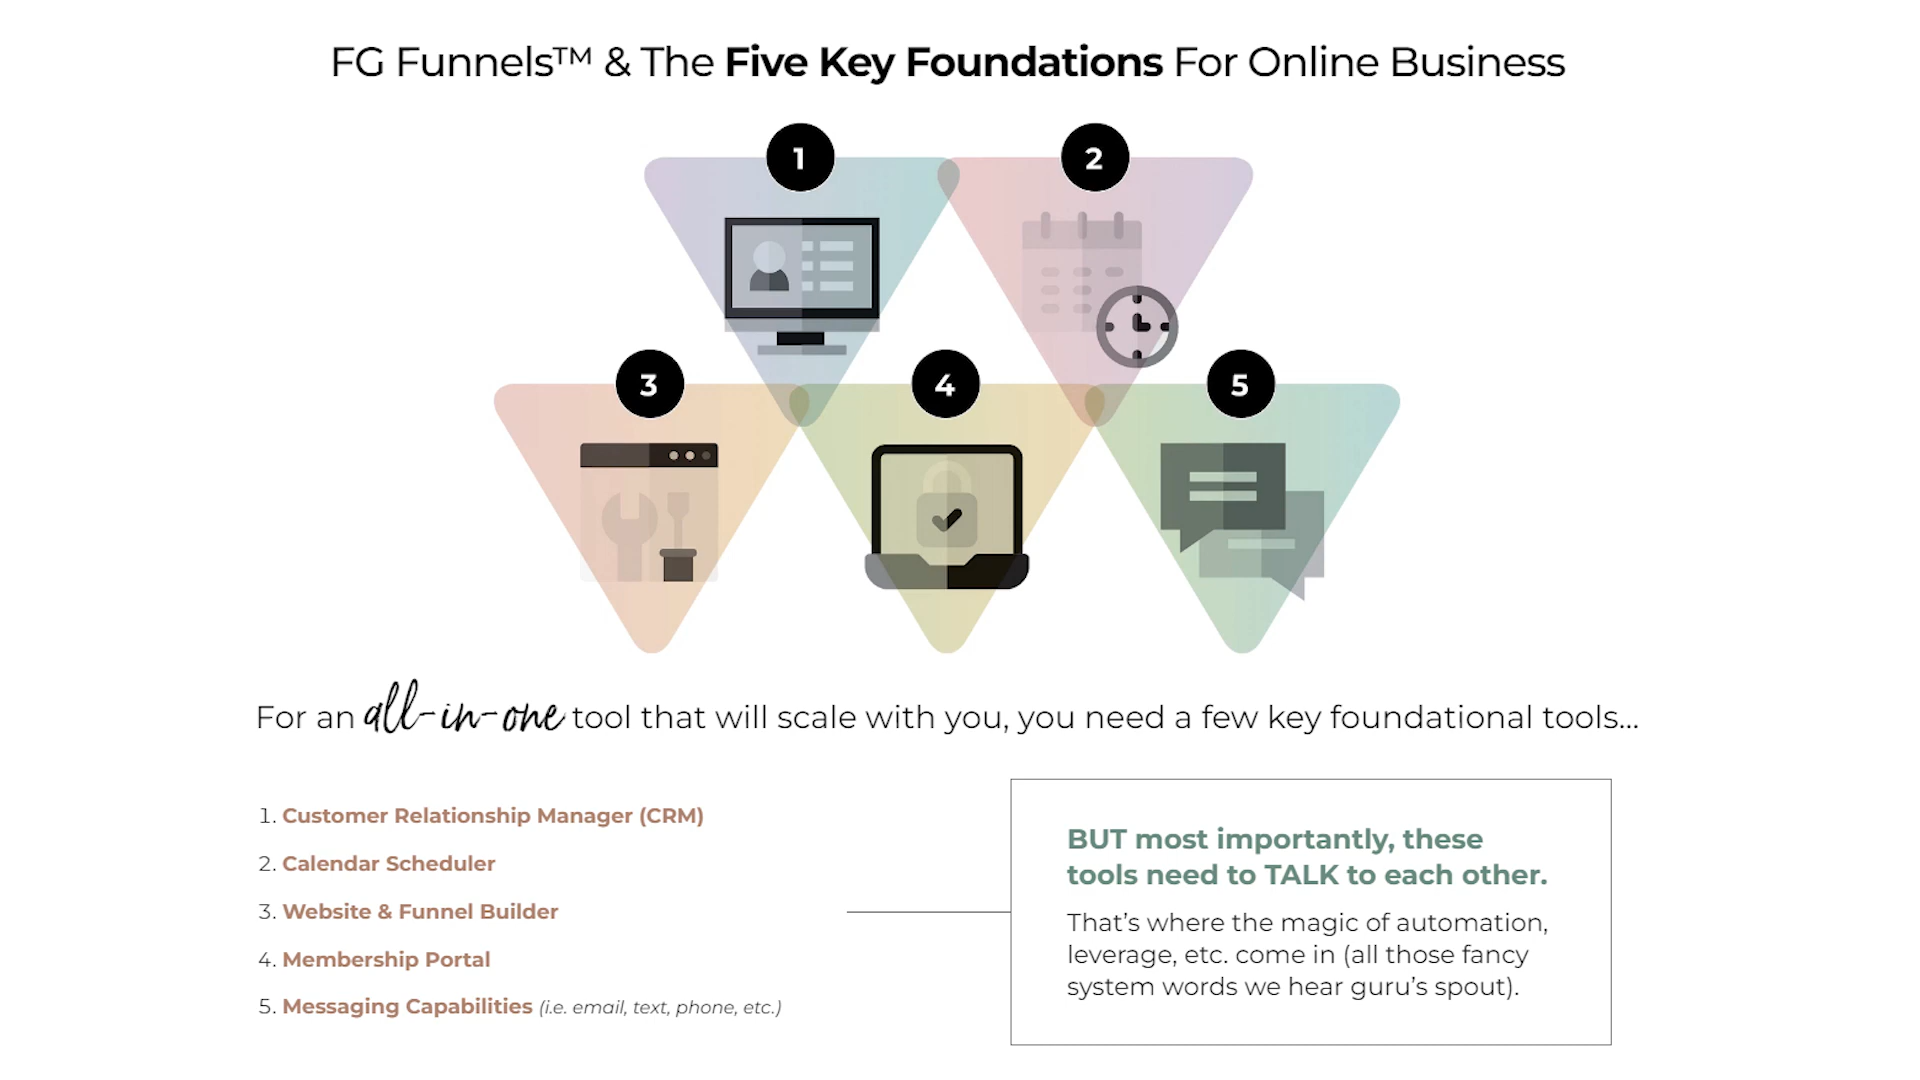 FG Funnels™ & The Five Key Foundations For Online Business
1
2
3
4
5
For an all-in-one tool that will scale with you, you need a few key foundational tools...
1. Customer Relationship Manager (CRM)
2. Calendar Scheduler
3. Website & Funnel Builder
4. Membership Portal
5. Messaging Capabilities (i.e. email, text, phone, etc.)
BUT most importantly, these
tools need to TALK to each other.
That's where the magic of automation,
leverage, etc. come in (all those fancy
system words we hear guru's spout).